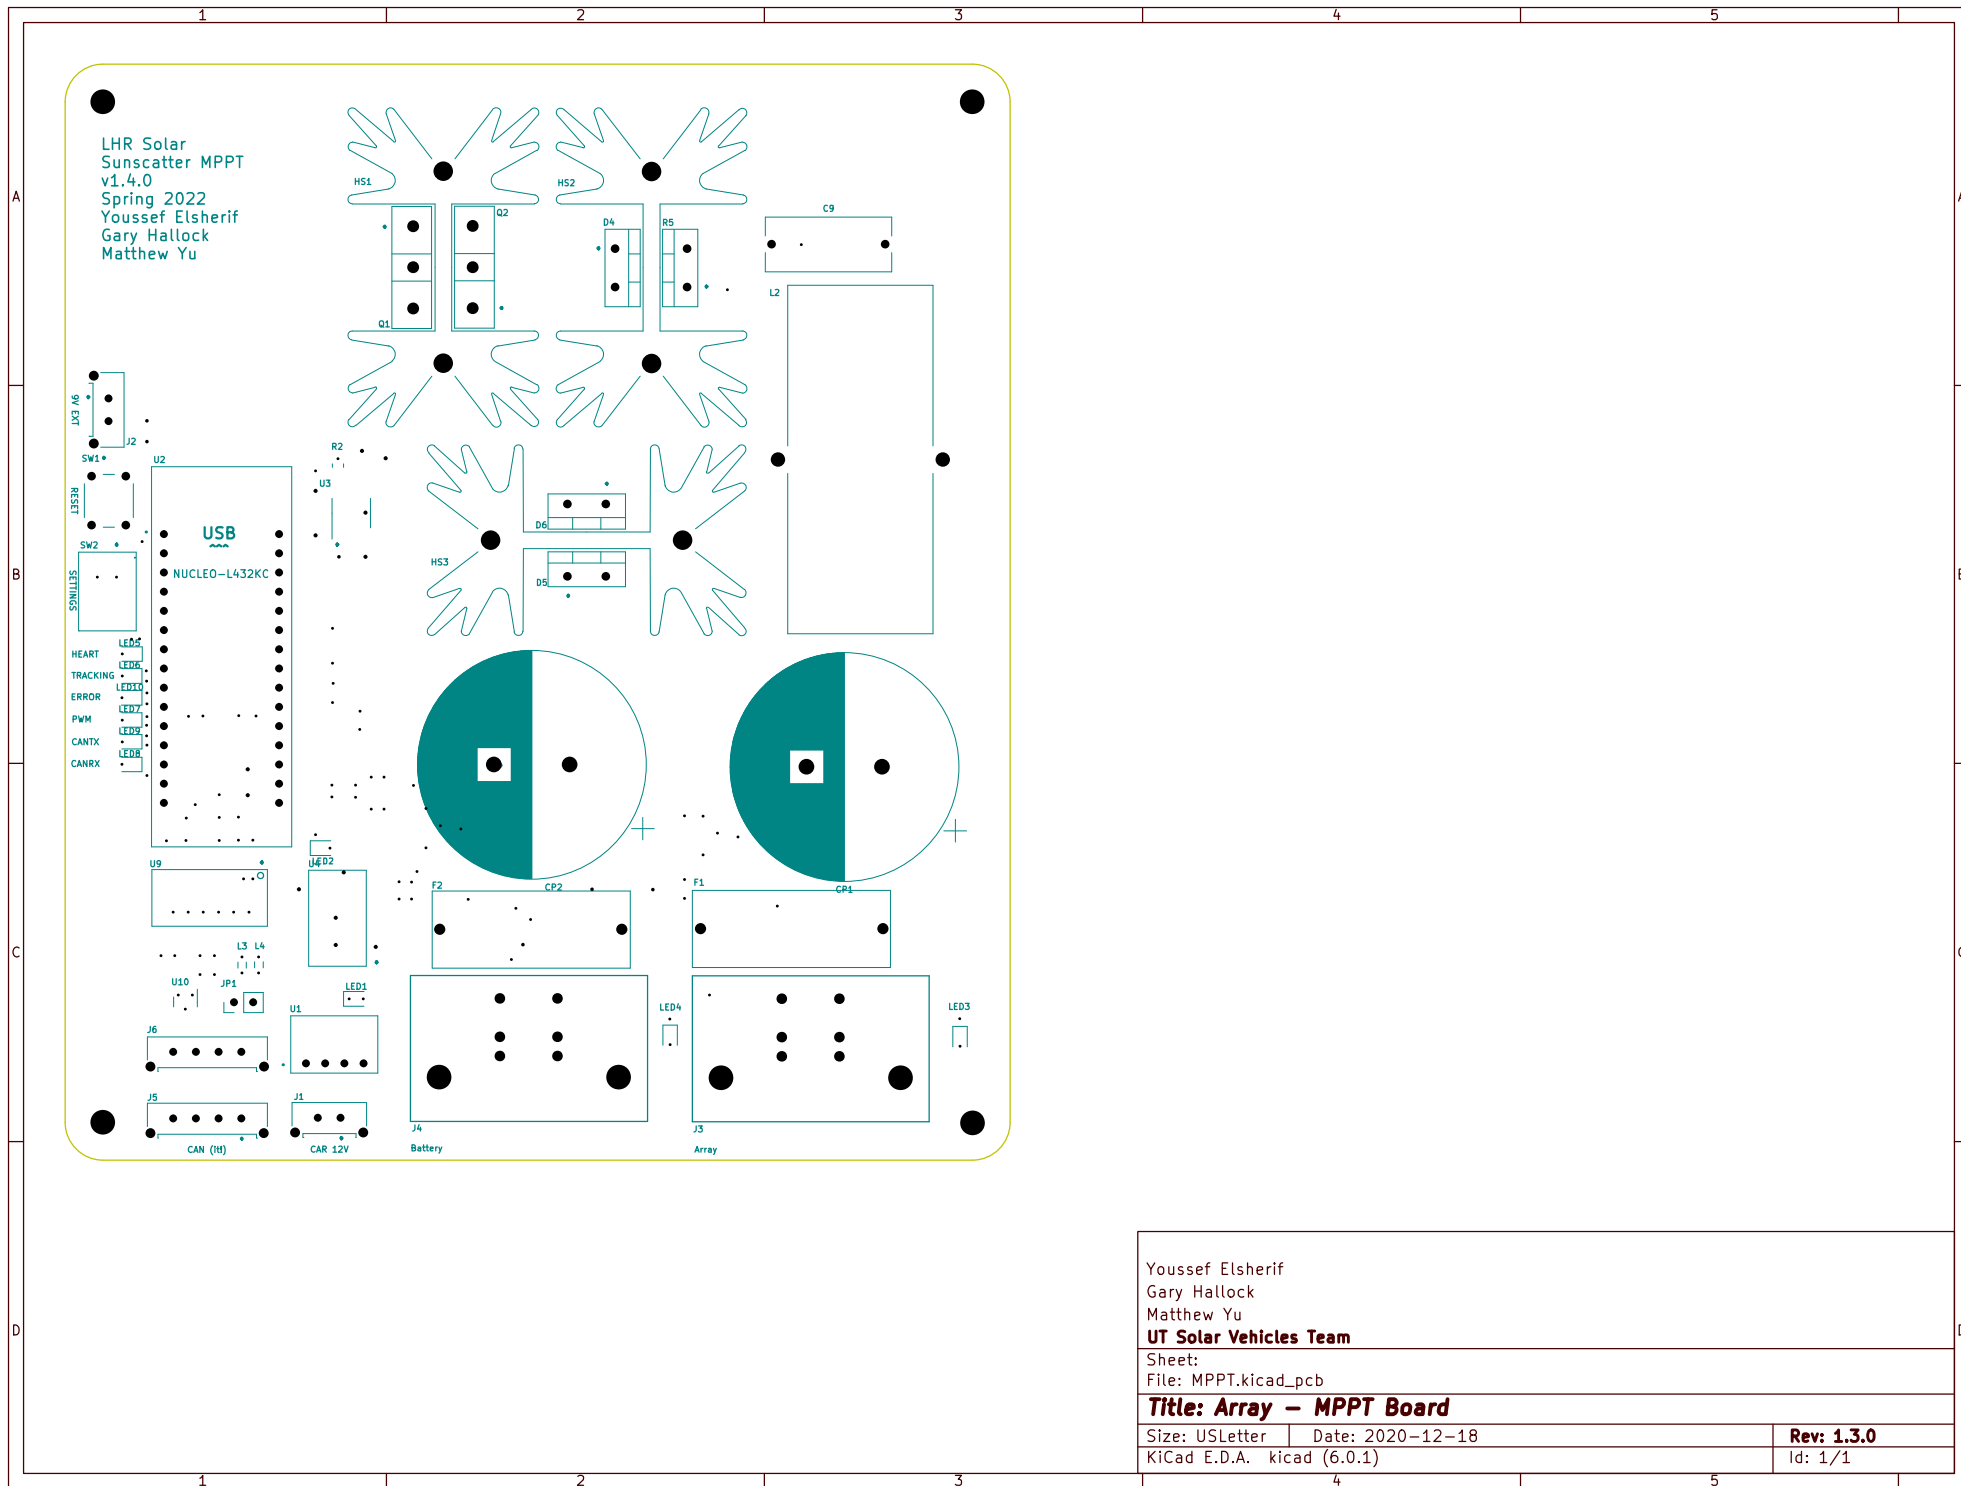 1 2 3 4 5
LHR Solar
Sunscatter MPPT
v1.4.0
Spring 2022
Youssef Elsherif
Gary Hallock
Matthew Yu
HS1
HS2
A
Q2
D4
R5
C9
Q1
L2
9V EXT
J2
SW1
U2
R2
U3
RESET
USB
D6
SW2
HS3
NUCLEO-L432KC
B
SETTINGS
D5
LED5
HEART
LED6
TRACKING
LED10
ERROR
LED7
PWM
LED9
CANTX
LED8
CANRX
LED2
U9
U4
F2
CP2
F1
CP1
C
L3 L4
U10
JP1
LED1
U1
LED4
LED3
J6
J5
J1
J4
J3
CAN (itl)
CAR 12V
Battery
Array
D
Youssef Elsherif
Gary Hallock
Matthew Yu
UT Solar Vehicles Team
Sheet:
File: MPPT.kicad_pcb
Title: Array – MPPT Board
Size: USLetter Date: 2020-12-18 Rev: 1.3.0
KiCad E.D.A. kicad (6.0.1) Id: 1/1
1 2 3 4 5